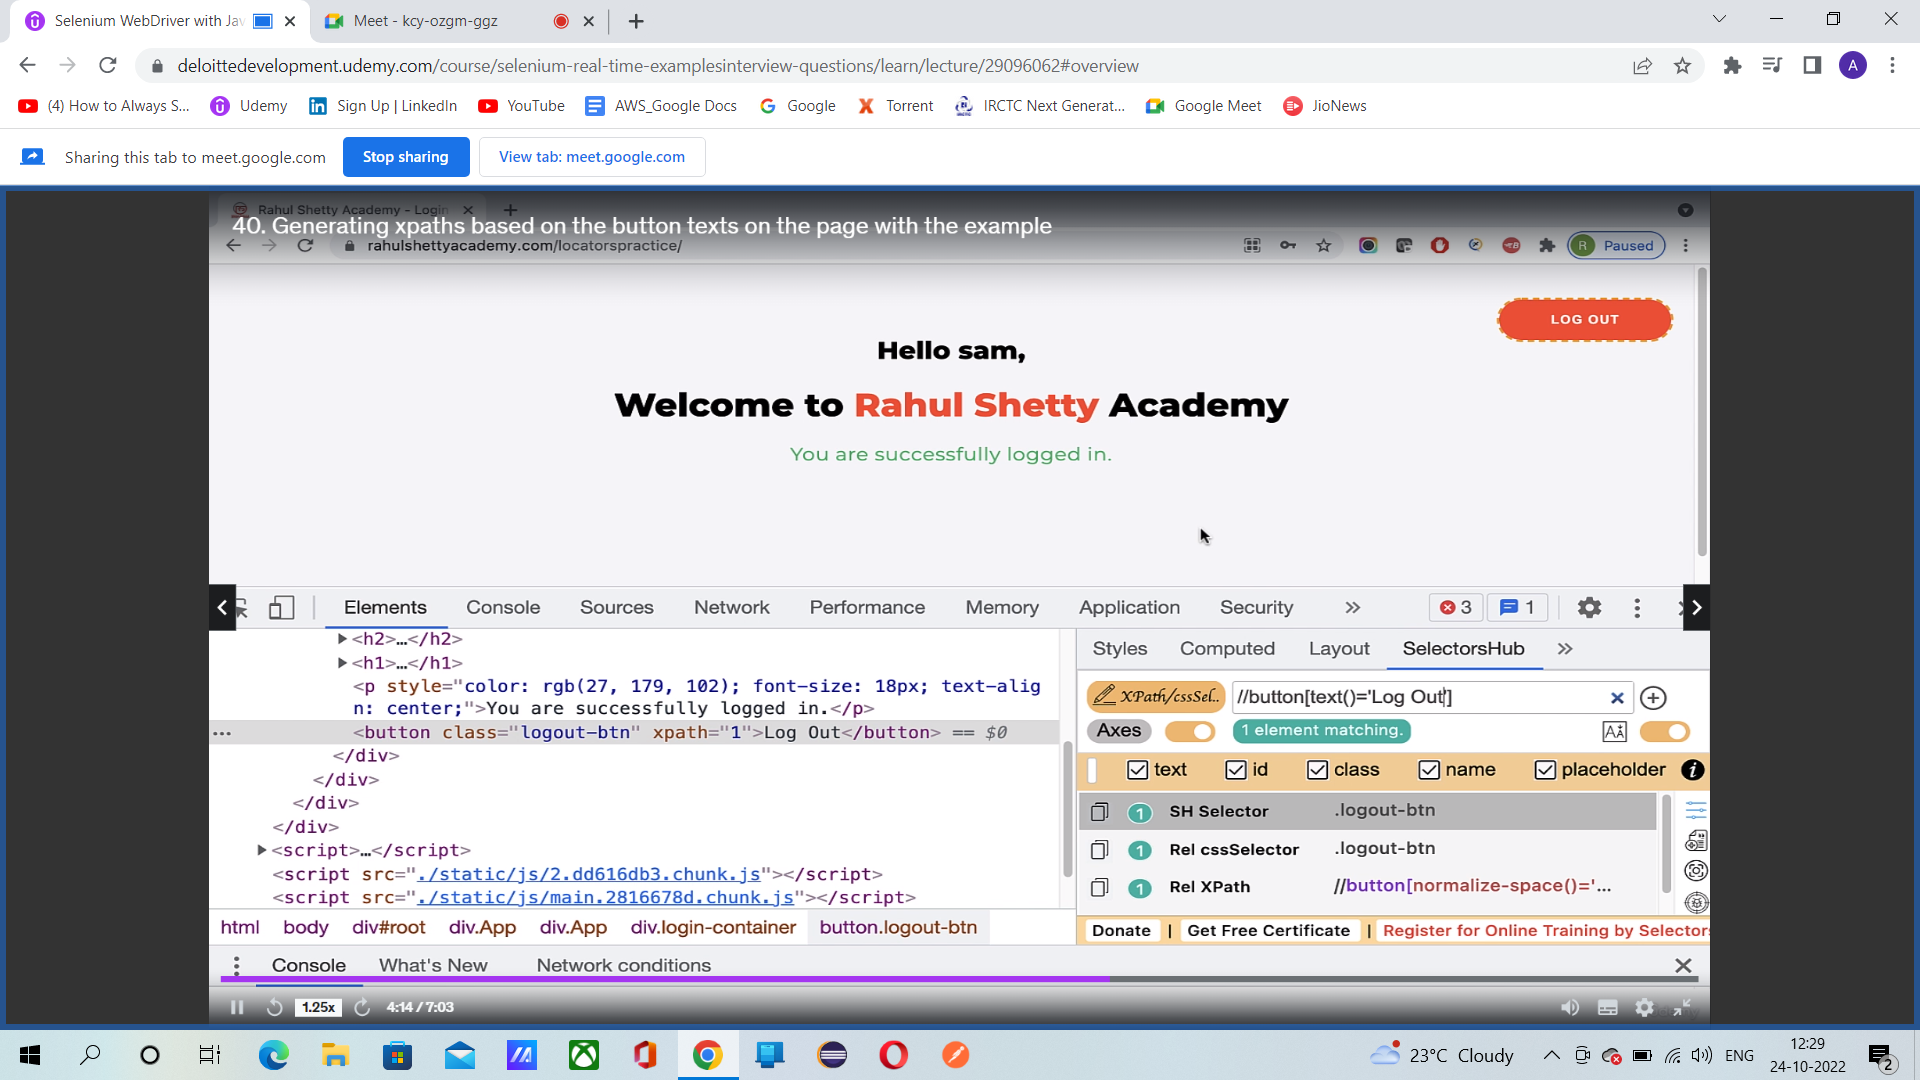 Selenium WebDriver with Jav
Meet - kcy-ozgm-ggz
deloittedevelopment.udemy.com/course/selenium-real-time-examplesinterview-questions/learn/lecture/29096062#overview
A
(4) How to Always S...
Udemy
Sign Up | LinkedIn
YouTube
AWS_Google Docs
Google
Torrent
IRCTC Next Generat...
Google Meet
JioNews
Sharing this tab to meet.google.com
Stop sharing
View tab: meet.google.com
Rahul Shetty Academy - Login
40. Generating xpaths based on the button texts on the page with the example
rahulshettyacademy.com/locatorspractice/
R Paused
LOG OUT
Hello sam,
Welcome to Rahul Shetty Academy
You are successfully logged in.
Elements Console Sources Network Performance Memory Application Security » 3 1
<h2>…</h2>
<h1>…</h1>
<p style="color: rgb(27, 179, 102); font-size: 18px; text-alig
n: center;">You are successfully logged in.</p>
<button class="logout-btn" xpath="1">Log Out</button> == $0
</div>
</div>
</div>
</div>
<script>…</script>
<script src="./static/js/2.dd616db3.chunk.js"></script>
<script src="./static/js/main.2816678d.chunk.js"></script>
html body div#root div.App div.App div.login-container button.logout-btn
Styles Computed Layout SelectorsHub »
XPath/cssSel.. //button[text()='Log Out']
Axes 1 element matching.
text id class name placeholder
1 SH Selector .logout-btn
1 Rel cssSelector .logout-btn
1 Rel XPath //button[normalize-space()='...
Donate | Get Free Certificate | Register for Online Training by Selectors
Console What's New Network conditions
1.25x 4:14 / 7:03
23°C Cloudy
ENG
12:29
24-10-2022
2